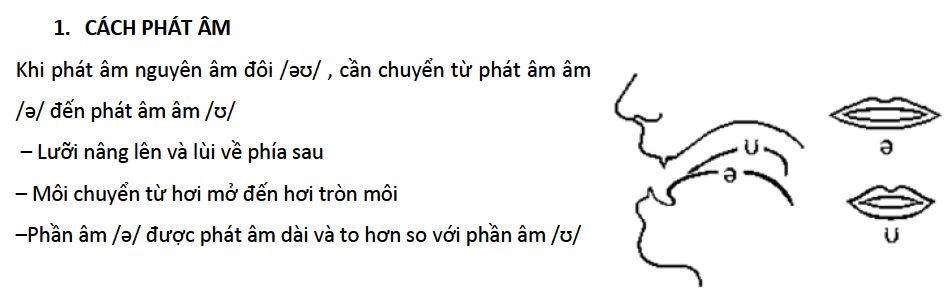 1. CÁCH PHÁT ÂM
Khi phát âm nguyên âm đôi /əʊ/ , cần chuyển từ phát âm âm
/ə/ đến phát âm âm /ʊ/
– Lưỡi nâng lên và lùi về phía sau
– Môi chuyển từ hơi mở đến hơi tròn môi
–Phần âm /ə/ được phát âm dài và to hơn so với phần âm /ʊ/
ʊ
ə
ə
ʊ